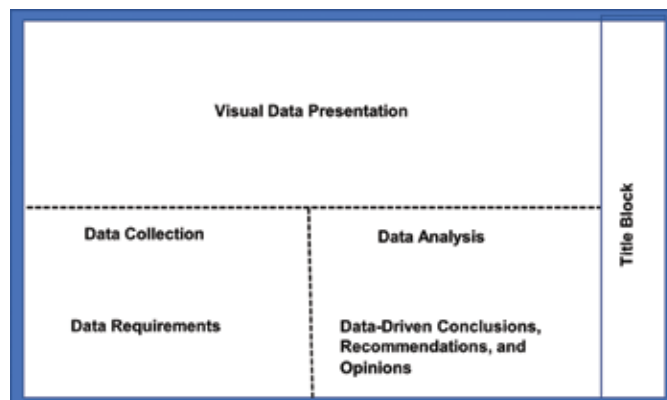 Visual Data Presentation
Data Collection
Data Analysis
Data Requirements
Data-Driven Conclusions,
Recommendations, and
Opinions
Title Block